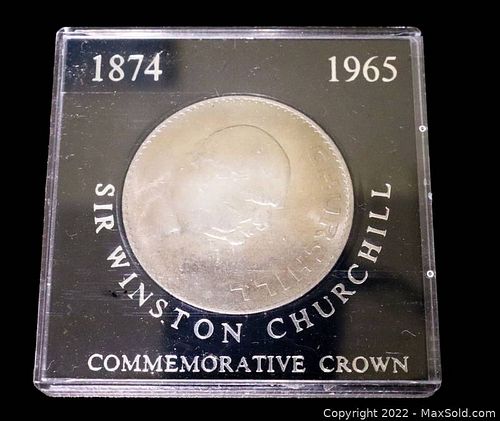 1874 1965
SIR WINSTON CHURCHILL
COMMEMORATIVE CROWN
CHURCHILL
Copyright 2022 - MaxSold.com